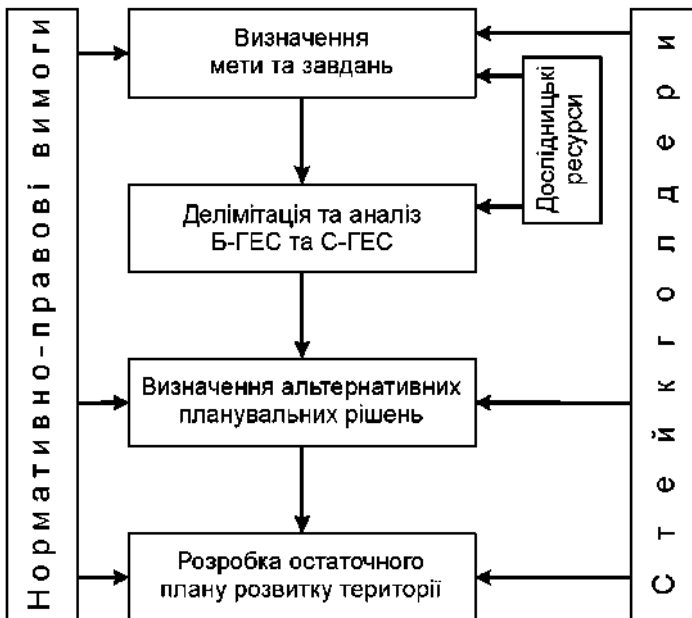 Нормативно-правові вимоги
Визначення
мети та завдань
Дослідницькі
ресурси
Стейкголдери
Делімітація та аналіз
Б-ГЕС та С-ГЕС
Визначення альтернативних
планувальних рішень
Розробка остаточного
плану розвитку території